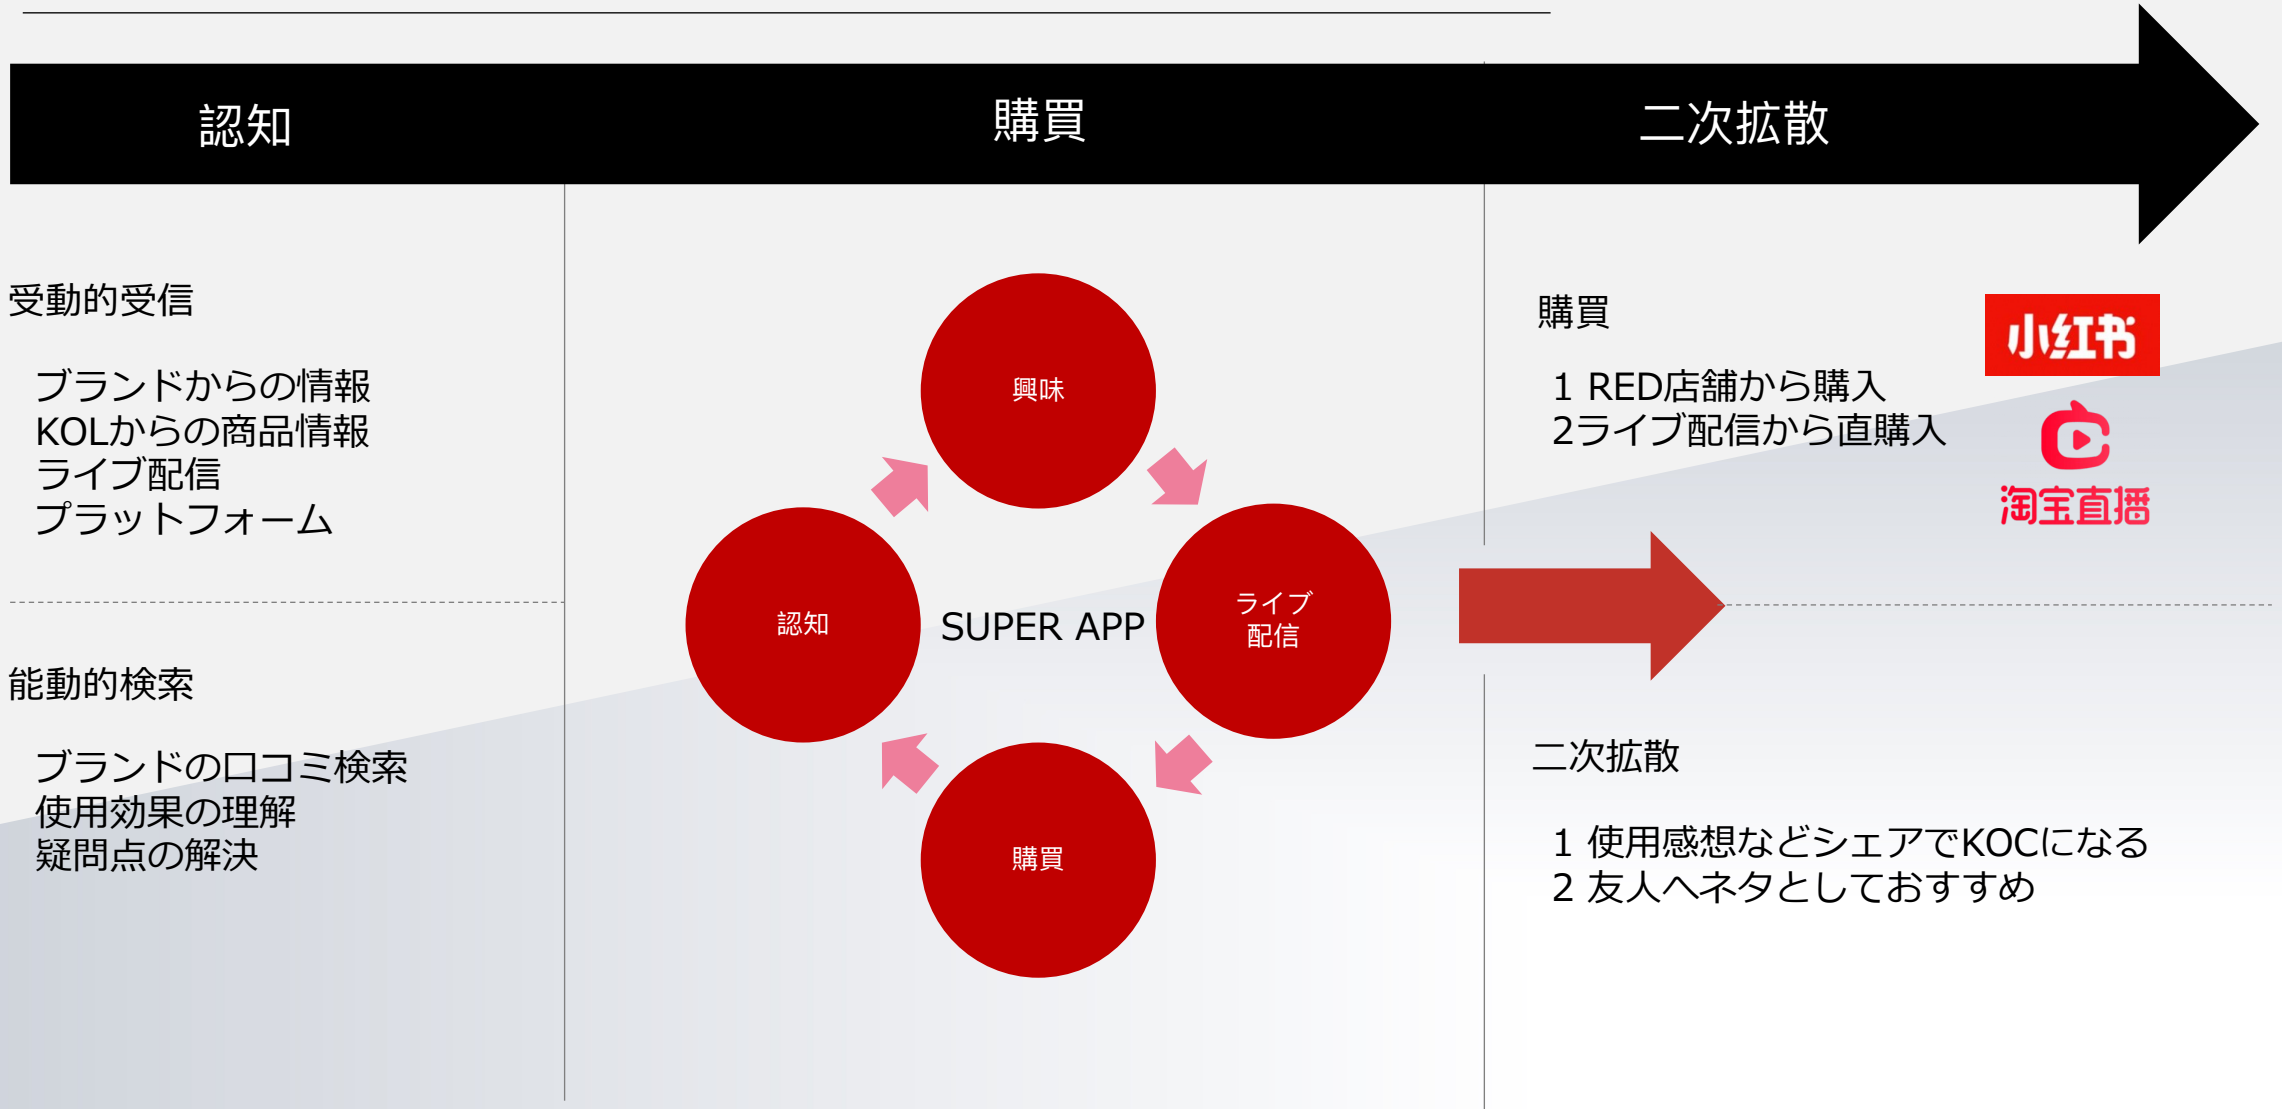 認知
購買
二次拡散
受動的受信
ブランドからの情報
KOLからの商品情報
ライブ配信
プラットフォーム
能動的検索
ブランドの口コミ検索
使用効果の理解
疑問点の解決
興味
認知
SUPER APP
ライブ
配信
購買
購買
1 RED店舗から購入
2ライブ配信から直購入
小红书
淘宝直播
二次拡散
1 使用感想などシェアでKOCになる
2 友人へネタとしておすすめ